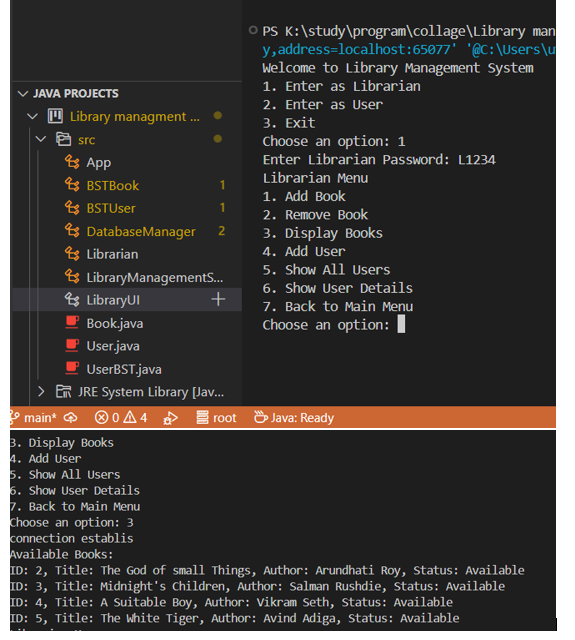 JAVA PROJECTS
Library managment ...
src
App
BSTBook 1
BSTUser 1
DatabaseManager 2
Librarian
LibraryManagementS...
LibraryUI
Book.java
User.java
UserBST.java
JRE System Library [Jav...
PS K:\study\program\collage\Library man
y,address=localhost:65077' '@C:\Users\u
Welcome to Library Management System
1. Enter as Librarian
2. Enter as User
3. Exit
Choose an option: 1
Enter Librarian Password: L1234
Librarian Menu
1. Add Book
2. Remove Book
3. Display Books
4. Add User
5. Show All Users
6. Show User Details
7. Back to Main Menu
Choose an option:
main* 0 4 root Java: Ready
3. Display Books
4. Add User
5. Show All Users
6. Show User Details
7. Back to Main Menu
Choose an option: 3
connection establis
Available Books:
ID: 2, Title: The God of small Things, Author: Arundhati Roy, Status: Available
ID: 3, Title: Midnight's Children, Author: Salman Rushdie, Status: Available
ID: 4, Title: A Suitable Boy, Author: Vikram Seth, Status: Available
ID: 5, Title: The White Tiger, Author: Avind Adiga, Status: Available